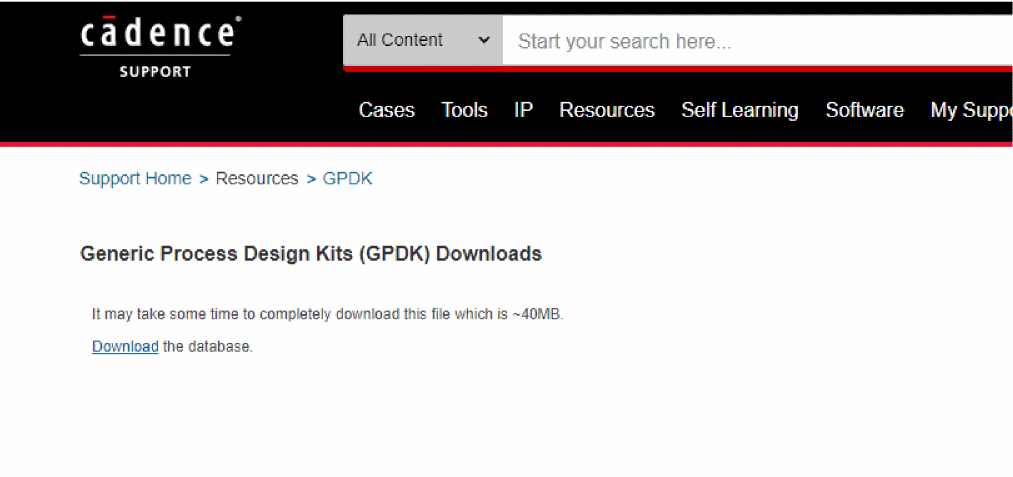 cādence®
SUPPORT
All Content
Start your search here...
Cases Tools IP Resources Self Learning Software My Suppo
Support Home > Resources > GPDK
Generic Process Design Kits (GPDK) Downloads
It may take some time to completely download this file which is ~40MB.
Download the database.